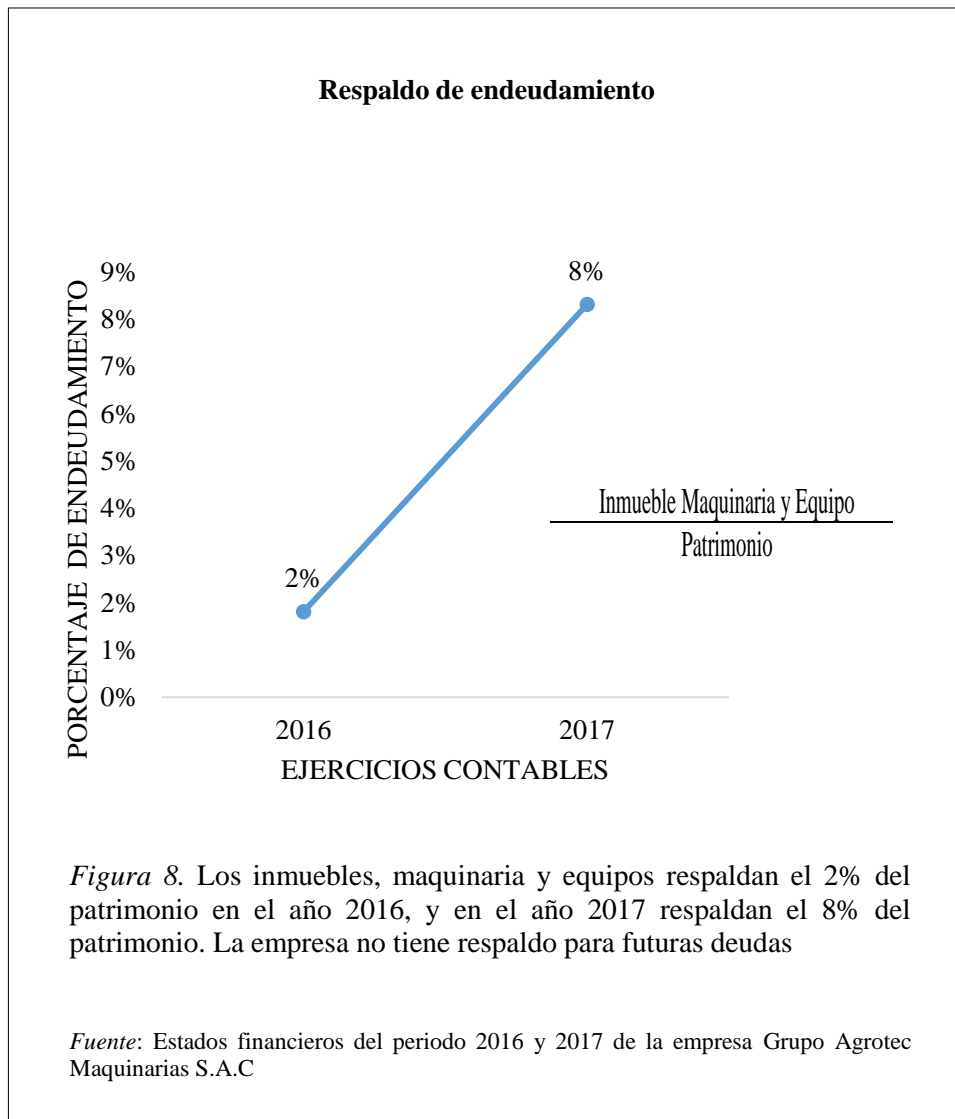 Respaldo de endeudamiento
PORCENTAJE DE ENDEUDAMIENTO
9%
8%
7%
6%
5%
4%
3%
2%
1%
0%
8%
2%
Inmueble Maquinaria y Equipo
Patrimonio
2016
2017
EJERCICIOS CONTABLES
Figura 8. Los inmuebles, maquinaria y equipos respaldan el 2% del
patrimonio en el año 2016, y en el año 2017 respaldan el 8% del
patrimonio. La empresa no tiene respaldo para futuras deudas
Fuente: Estados financieros del periodo 2016 y 2017 de la empresa Grupo Agrotec
Maquinarias S.A.C